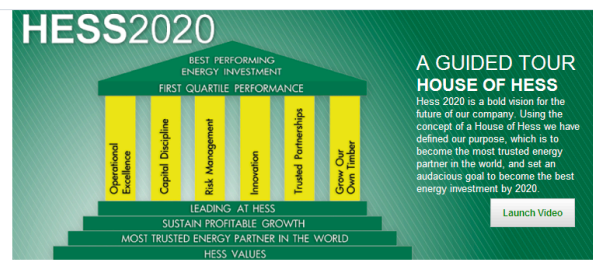 HESS2020
BEST PERFORMING
ENERGY INVESTMENT
FIRST QUARTILE PERFORMANCE
Operational
Excellence
Capital Discipline
Risk Management
Innovation
Trusted Partnerships
Grow Our
Own Timber
LEADING AT HESS
SUSTAIN PROFITABLE GROWTH
MOST TRUSTED ENERGY PARTNER IN THE WORLD
HESS VALUES
A GUIDED TOUR
HOUSE OF HESS
Hess 2020 is a bold vision for the
future of our company. Using the
concept of a House of Hess we have
defined our purpose, which is to
become the most trusted energy
partner in the world, and set an
audacious goal to become the best
energy investment by 2020.
Launch Video